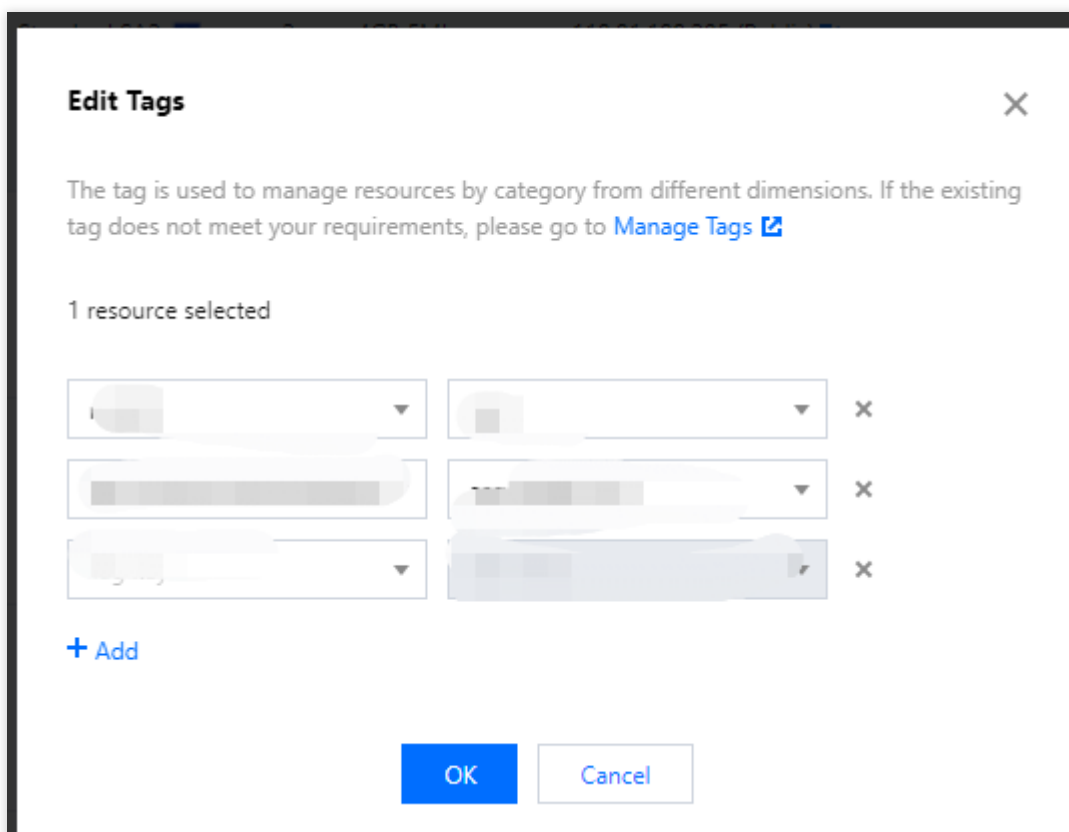 Edit Tags
The tag is used to manage resources by category from different dimensions. If the existing
tag does not meet your requirements, please go to Manage Tags
1 resource selected
+ Add
OK Cancel